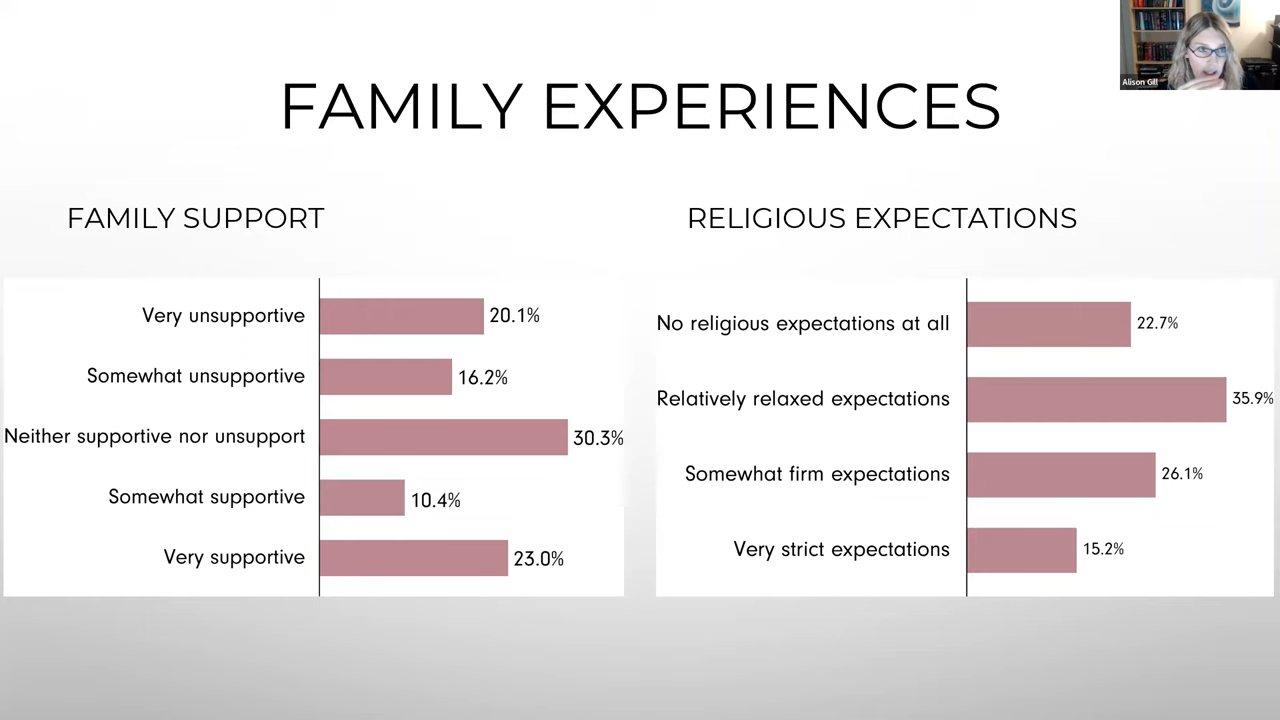 Alison Gill
FAMILY EXPERIENCES
FAMILY SUPPORT
Very unsupportive 20.1%
Somewhat unsupportive 16.2%
Neither supportive nor unsupport 30.3%
Somewhat supportive 10.4%
Very supportive 23.0%
RELIGIOUS EXPECTATIONS
No religious expectations at all 22.7%
Relatively relaxed expectations 35.9%
Somewhat firm expectations 26.1%
Very strict expectations 15.2%